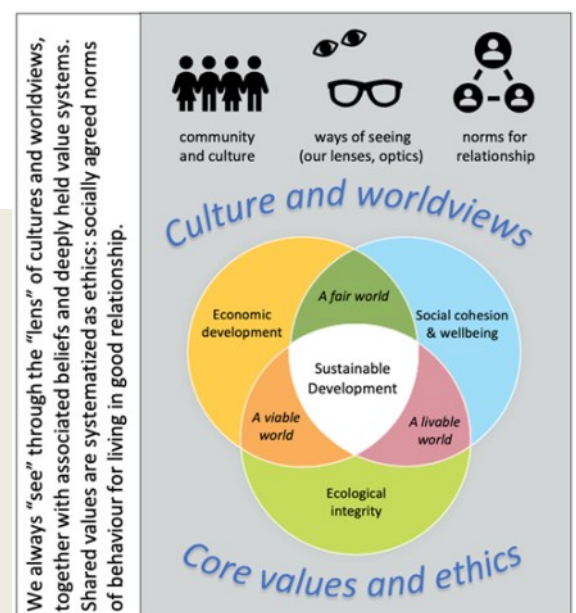 We always “see” through the “lens” of cultures and worldviews,
together with associated beliefs and deeply held value systems.
Shared values are systematized as ethics: socially agreed norms
of behaviour for living in good relationship.
community
and culture
ways of seeing
(our lenses, optics)
norms for
relationship
Culture and worldviews
Economic
development
A fair world
Social cohesion
& wellbeing
Sustainable
Development
A viable
world
A livable
world
Ecological
integrity
Core values and ethics